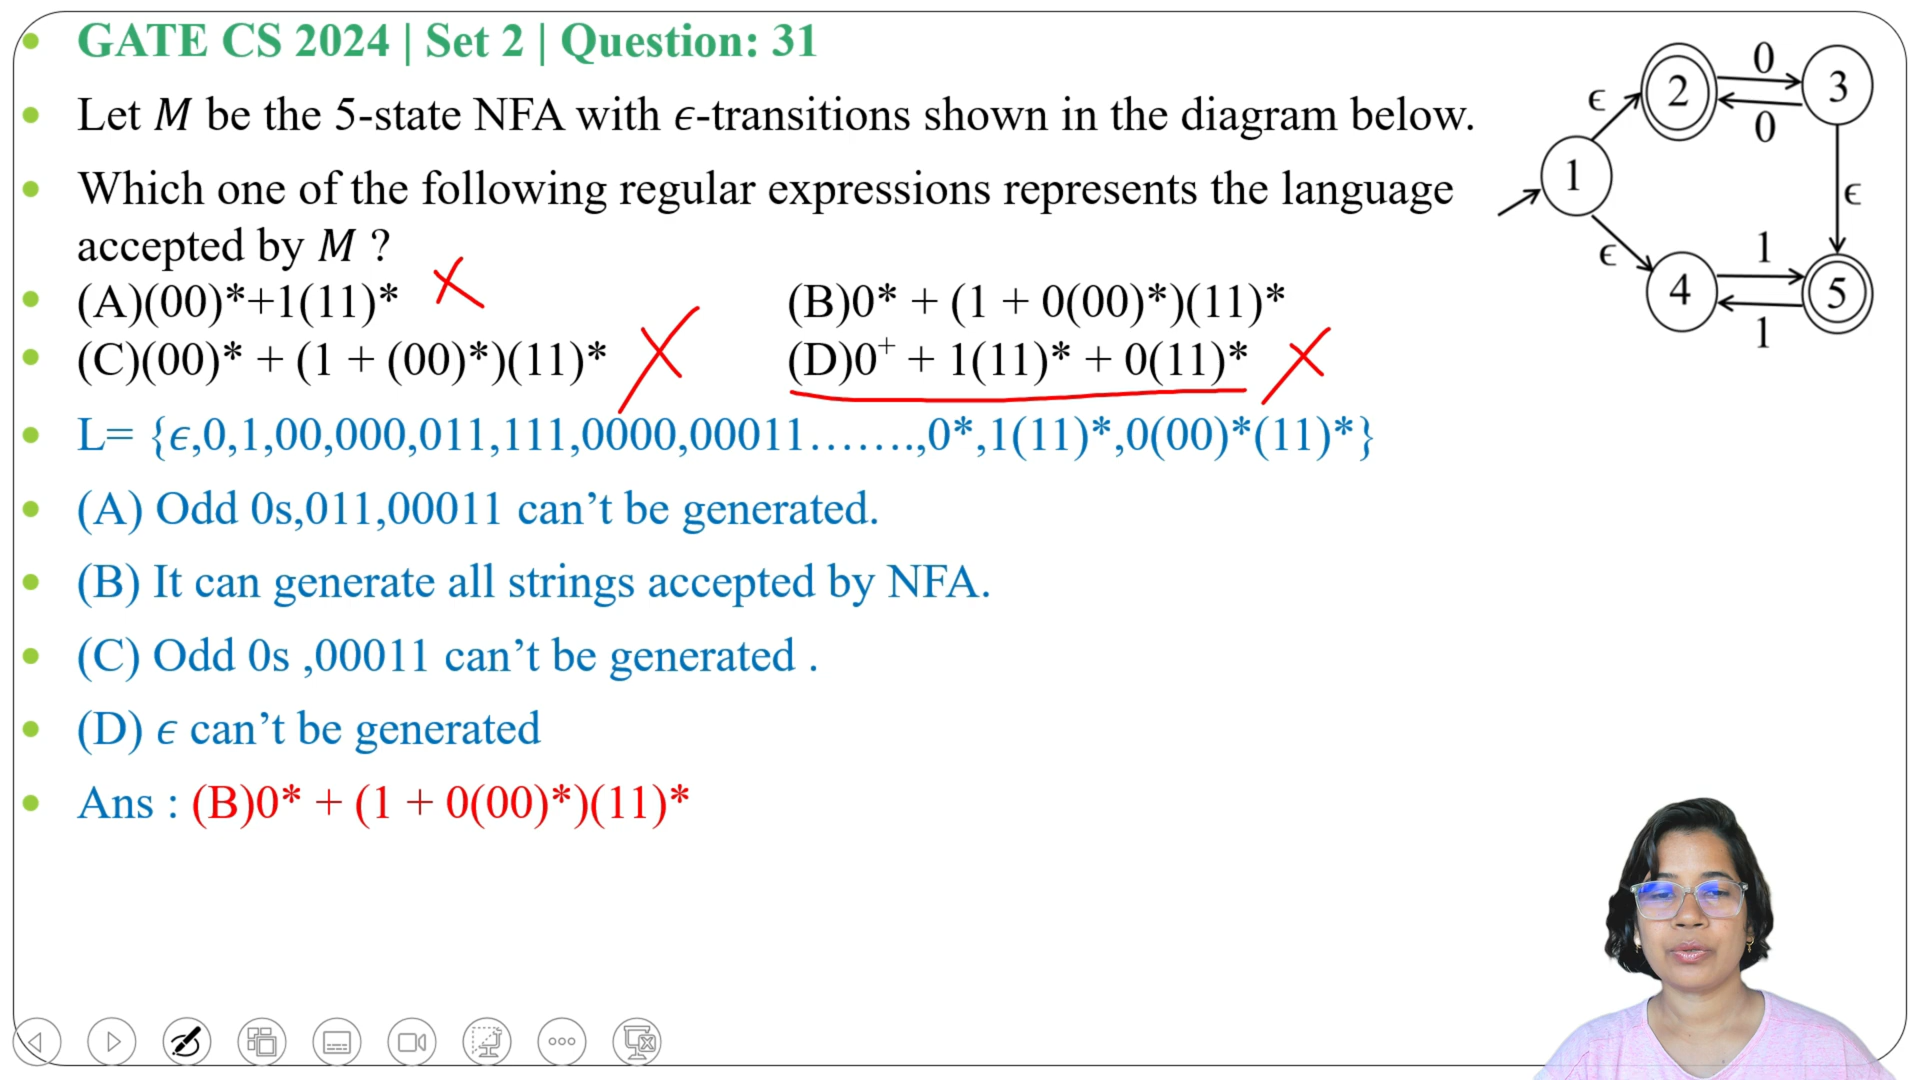 GATE CS 2024 | Set 2 | Question: 31
Let M be the 5-state NFA with ϵ-transitions shown in the diagram below.
Which one of the following regular expressions represents the language
accepted by M ?
(A)(00)*+1(11)*
(B)0* + (1 + 0(00)*)(11)*
(C)(00)* + (1 + (00)*)(11)*
(D)0⁺ + 1(11)* + 0(11)*
L= {ϵ,0,1,00,000,011,111,0000,00011.......,0*,1(11)*,0(00)*(11)*}
(A) Odd 0s,011,00011 can’t be generated.
(B) It can generate all strings accepted by NFA.
(C) Odd 0s ,00011 can’t be generated .
(D) ϵ can’t be generated
Ans : (B)0* + (1 + 0(00)*)(11)*
0
2
3
ϵ
0
1
ϵ
ϵ
1
4
5
1